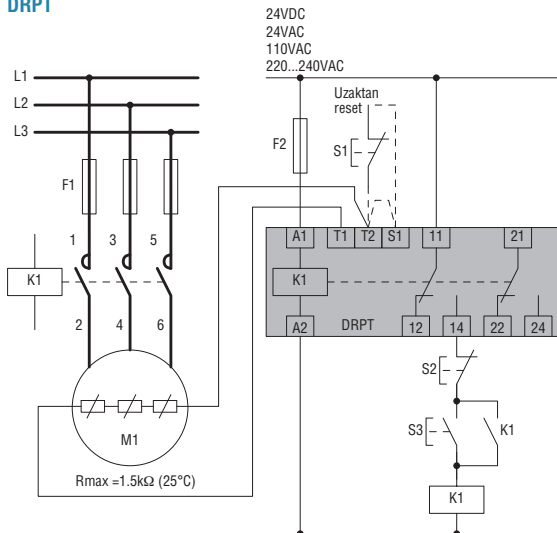 DRPT
24VDC
24VAC
110VAC
220...240VAC
L1
L2
L3
Uzaktan
reset
F2
S1
F1
A1 T1 T2 S1 11 21
1 3 5
K1
K1
2 4 6
A2 DRPT 12 14 22 24
S2
M1
S3
K1
Rmax =1.5kΩ (25°C)
K1